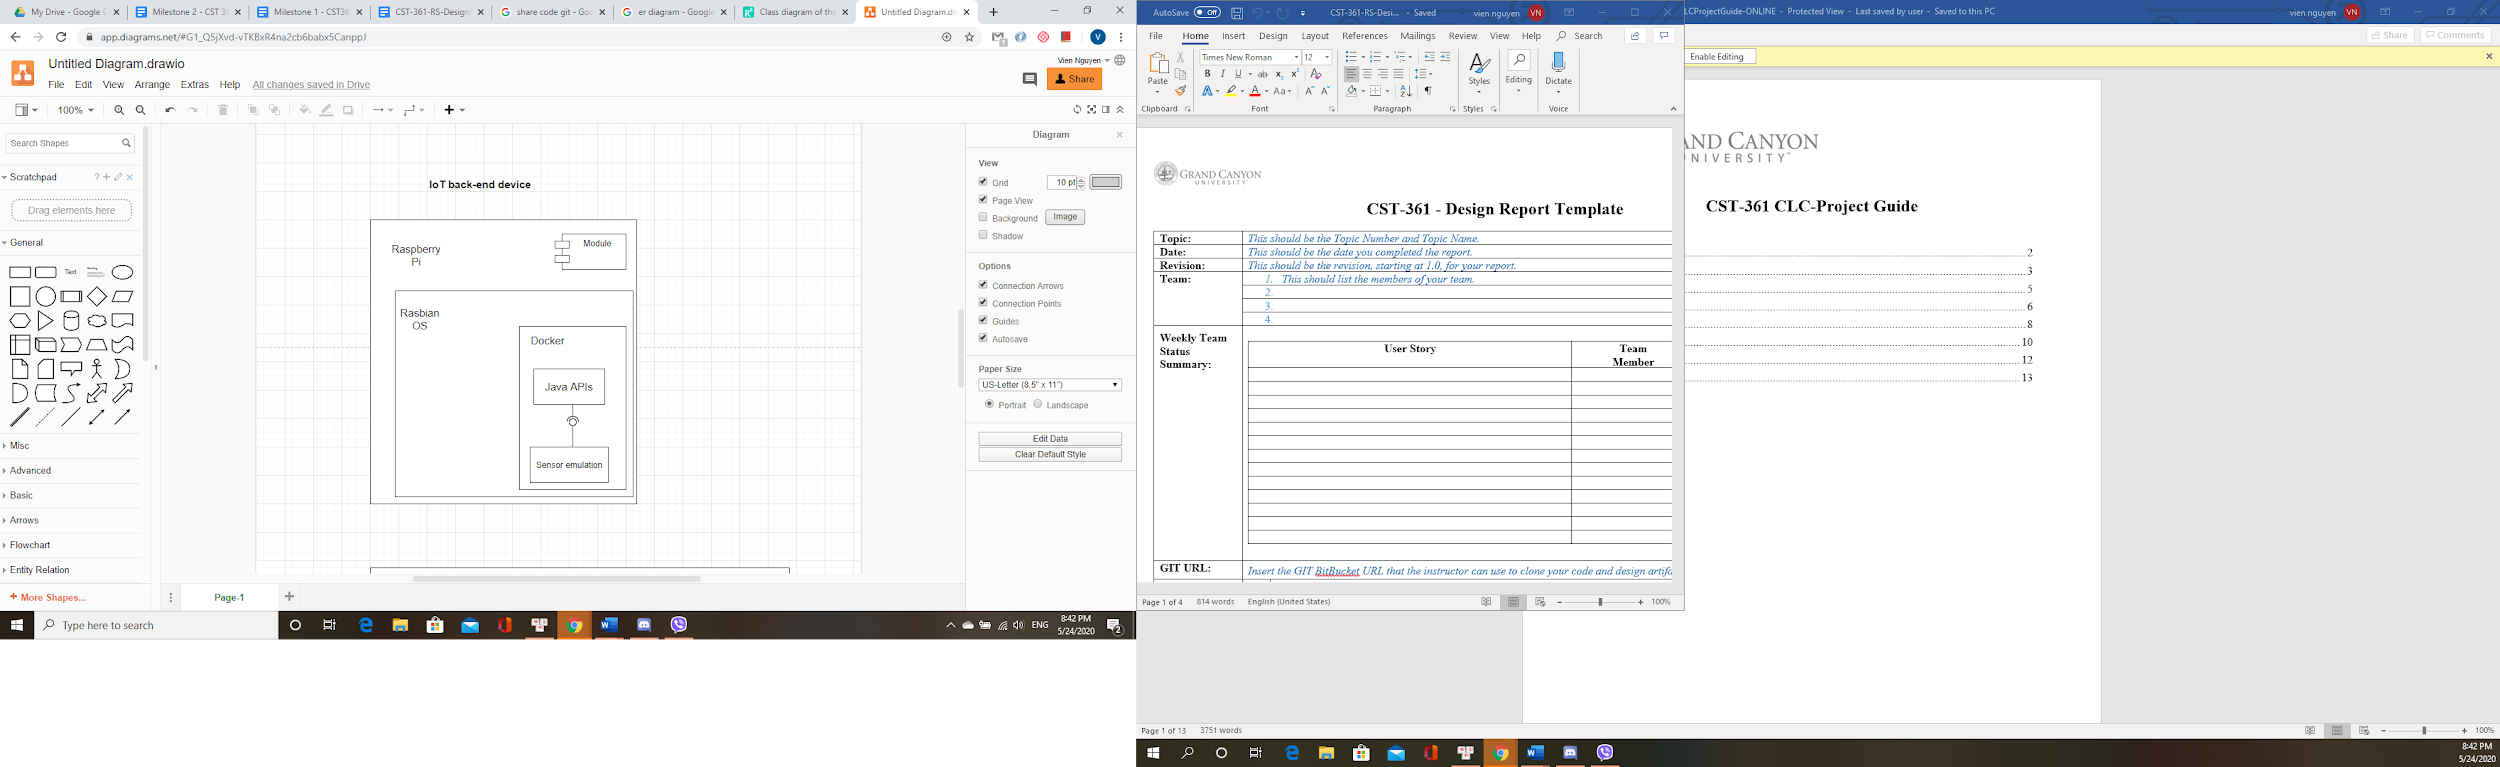 My Drive - Google D
Milestone 2 - CST 36
Milestone 1 - CST36
CST-361-RS-Design
share code git - Goo
er diagram - Google
Class diagram of the
Untitled Diagram.dr
app.diagrams.net/#G1_Q5jXvd-vTKBxR4na2cb6babx5CanppJ
V
Untitled Diagram.drawio
Vien Nguyen
File Edit View Arrange Extras Help All changes saved in Drive
Share
100%
Search Shapes
Scratchpad
Drag elements here
General
Text
Misc
Advanced
Basic
Arrows
Flowchart
Entity Relation
+ More Shapes...
IoT back-end device
Raspberry
Pi
Module
Rasbian
OS
Docker
Java APIs
Sensor emulation
Page-1
Diagram
View
Grid 10 pt
Page View
Background Image
Shadow
Options
Connection Arrows
Connection Points
Guides
Autosave
Paper Size
US-Letter (8,5" x 11")
Portrait Landscape
Edit Data
Clear Default Style
Type here to search
ENG
8:42 PM
5/24/2020
2
AutoSave Off
CST-361-RS-Desi... - Saved
vien nguyen VN
File Home Insert Design Layout References Mailings Review View Help Search
Times New Roman 12
Paste
B I U ab x₂ x²
Aa
Styles
Editing
Dictate
Clipboard Font Paragraph Styles Voice
GRAND CANYON
UNIVERSITY
CST-361 - Design Report Template
Topic: This should be the Topic Number and Topic Name.
Date: This should be the date you completed the report.
Revision: This should be the revision, starting at 1.0, for your report.
Team: 1. This should list the members of your team.
2.
3.
4.
Weekly Team
Status
Summary:
User Story
Team
Member
GIT URL: Insert the GIT BitBucket URL that the instructor can use to clone your code and design artifa
Page 1 of 4 814 words English (United States)
100%
LCProjectGuide-ONLINE - Protected View - Last saved by user - Saved to this PC
vien nguyen VN
Share Comments
Enable Editing
AND CANYON
NIVERSITY
CST-361 CLC-Project Guide
2
3
5
6
8
10
12
13
Page 1 of 13 3751 words
100%
8:42 PM
5/24/2020